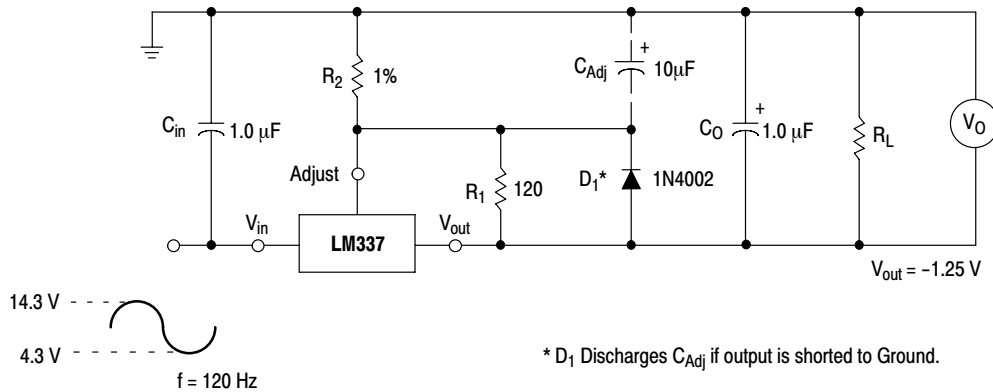 +
R2 1%
CAdj 10µF
+
Cin 1.0 µF
CO 1.0 µF
RL
VO
Adjust
R1 120
D1* 1N4002
Vin
LM337
Vout
Vout = –1.25 V
14.3 V
4.3 V
f = 120 Hz
* D1 Discharges CAdj if output is shorted to Ground.